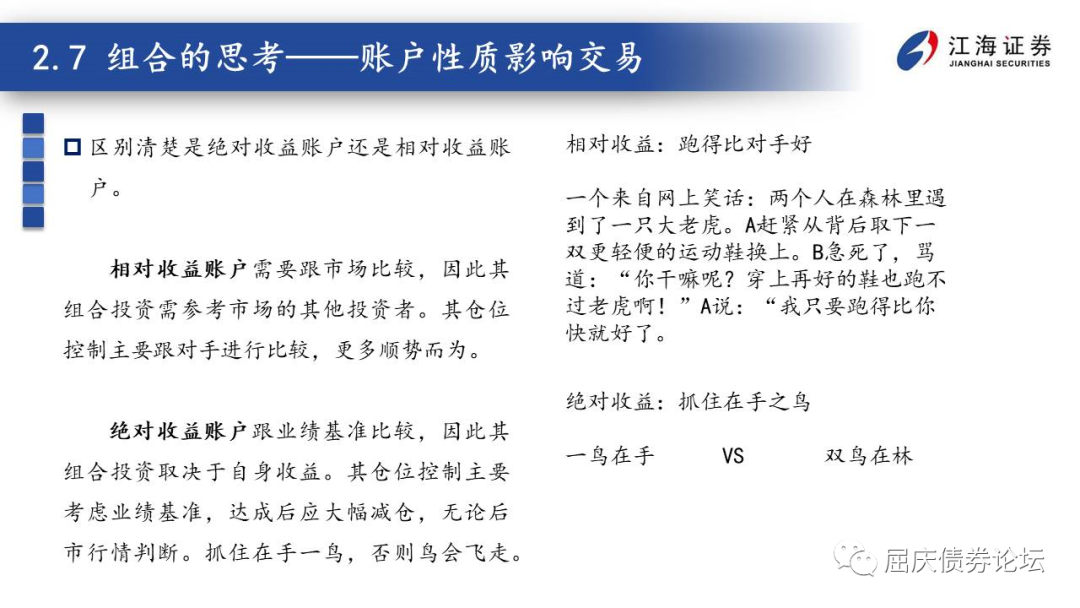 2.7 组合的思考——账户性质影响交易
江海证券
JIANGHAI SECURITIES
区别清楚是绝对收益账户还是相对收益账
户。
相对收益账户需要跟市场比较，因此其
组合投资需参考市场的其他投资者。其仓位
控制主要跟对手进行比较，更多顺势而为。
绝对收益账户跟业绩基准比较，因此其
组合投资取决于自身收益。其仓位控制主要
考虑业绩基准，达成后应大幅减仓，无论后
市行情判断。抓住在手一鸟，否则鸟会飞走。
相对收益：跑得比对手好
一个来自网上笑话：两个人在森林里遇
到了一只大老虎。A赶紧从背后取下一
双更轻便的运动鞋换上。B急死了，骂
道：“你干嘛呢？穿上再好的鞋也跑不
过老虎啊！”A说：“我只要跑得比你
快就好了。
绝对收益：抓住在手之鸟
一鸟在手 VS 双鸟在林
屈庆债券论坛